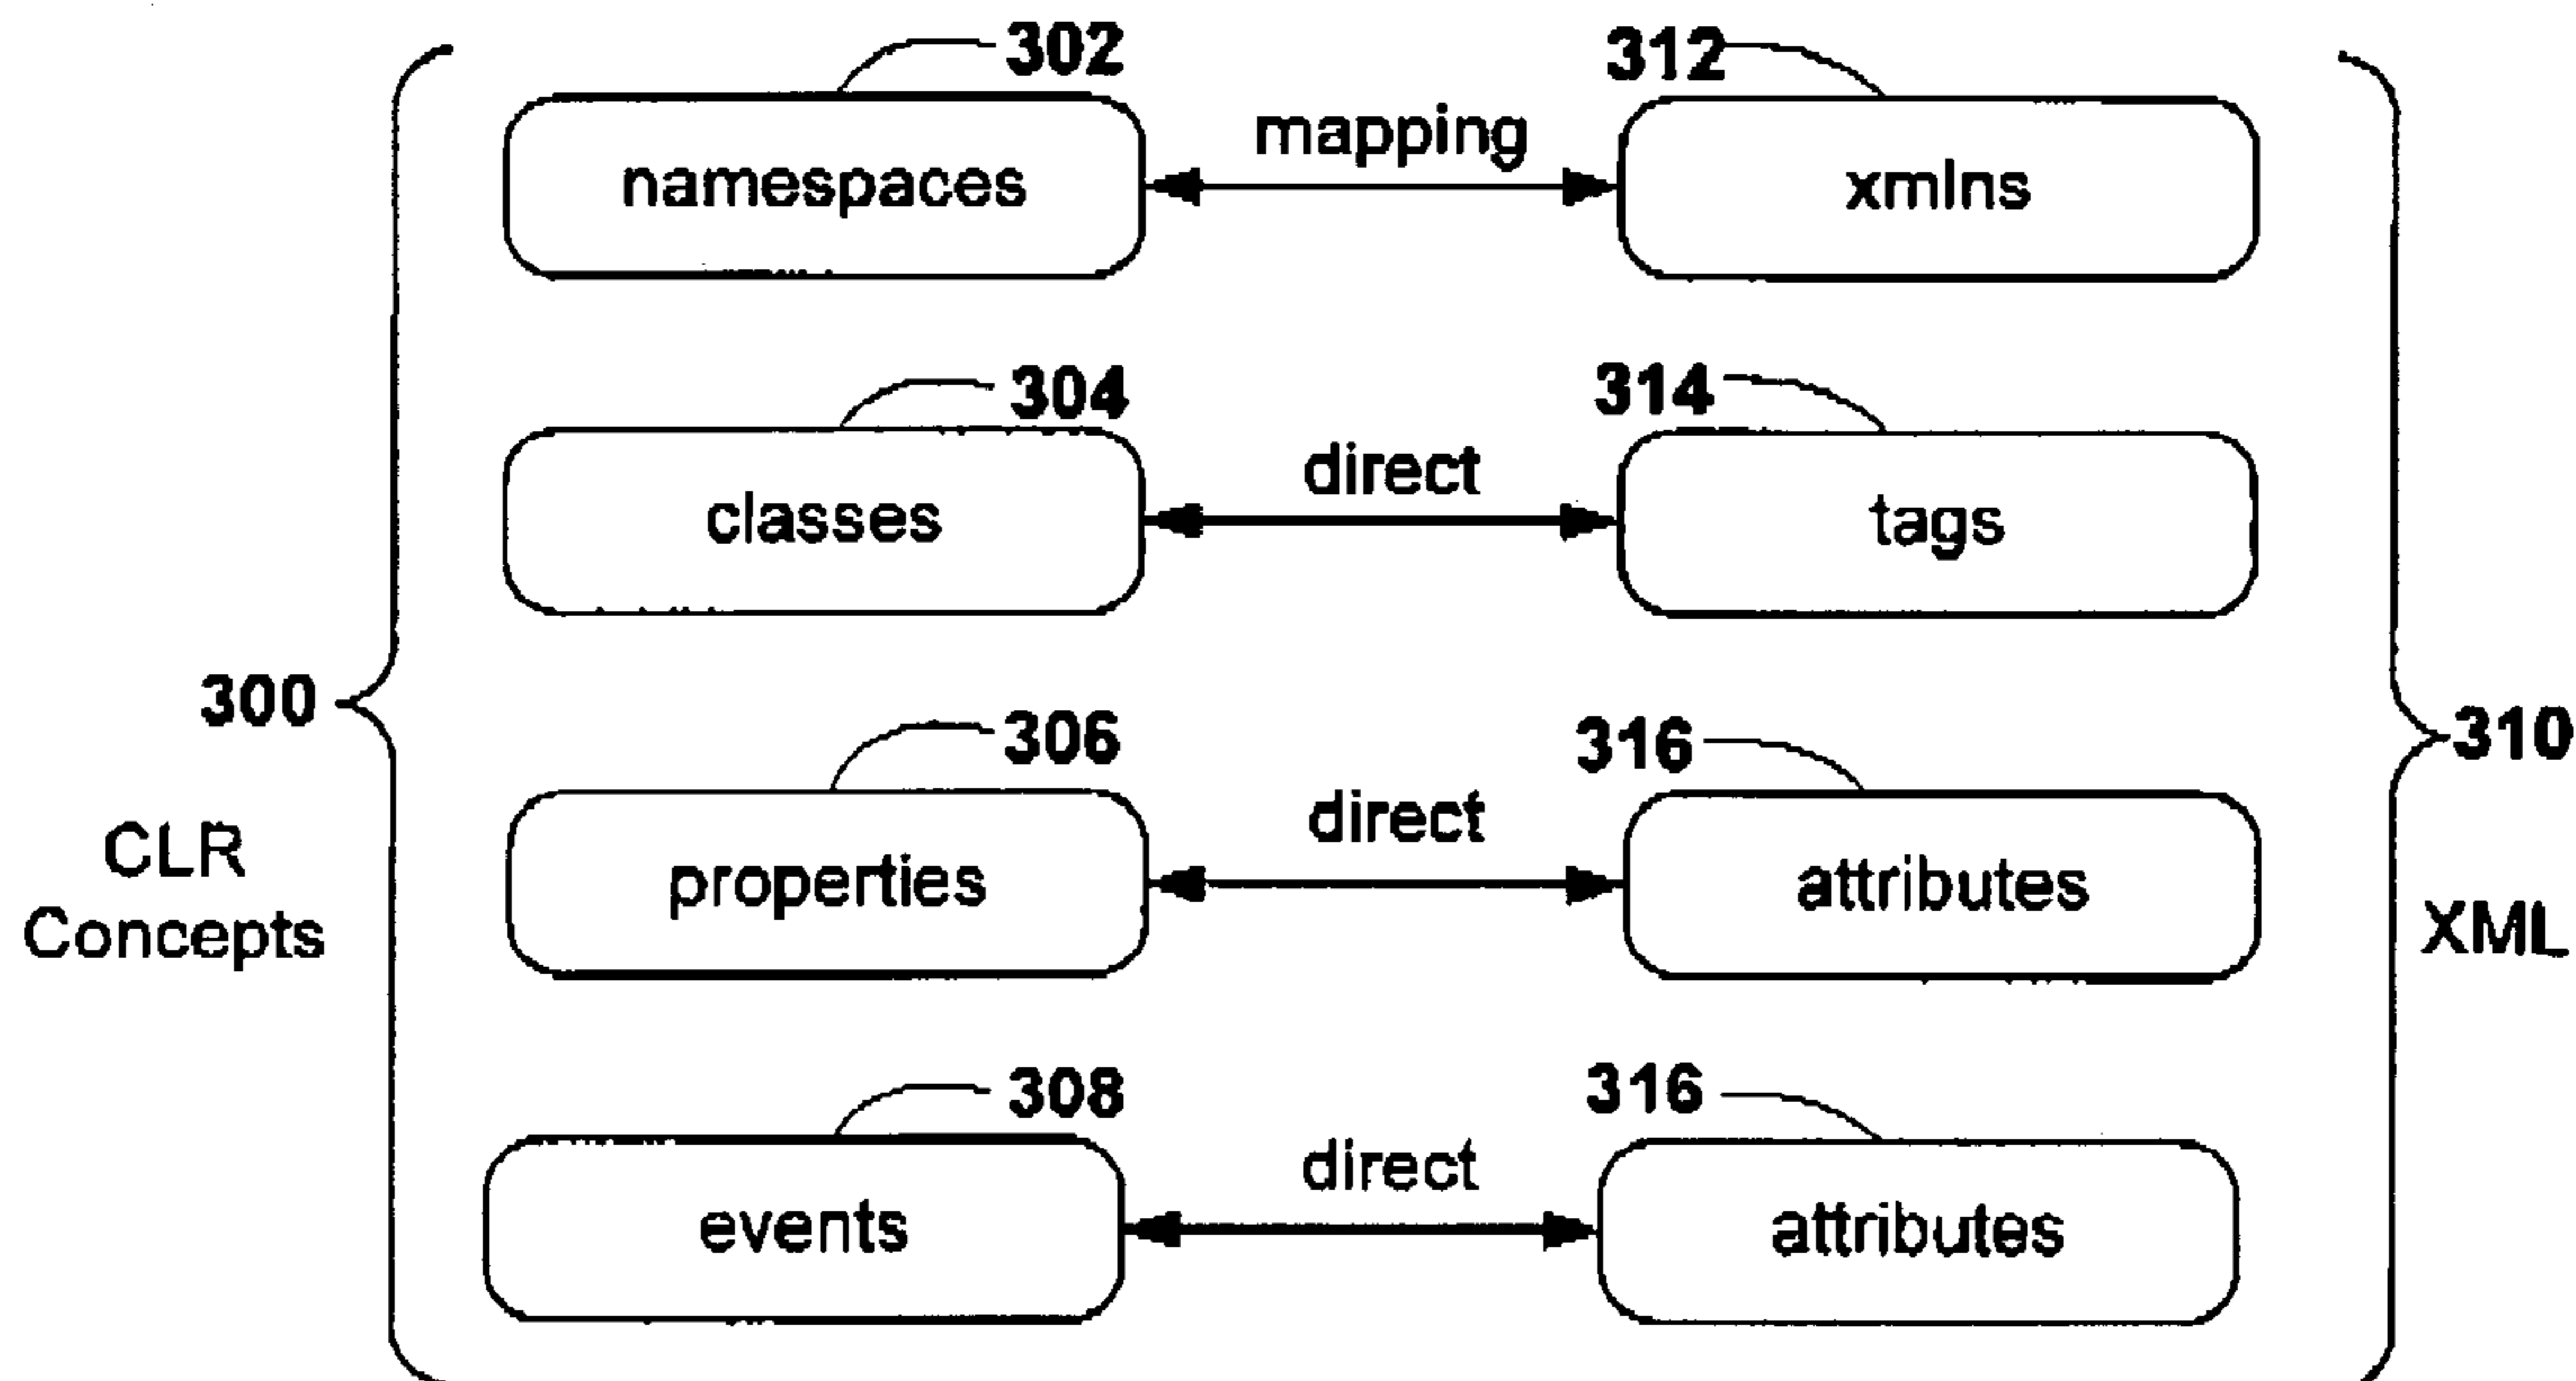 302
312
namespaces
mapping
xmlns
304
314
classes
direct
tags
300
306
316
310
properties
direct
attributes
CLR
Concepts
XML
308
316
events
direct
attributes